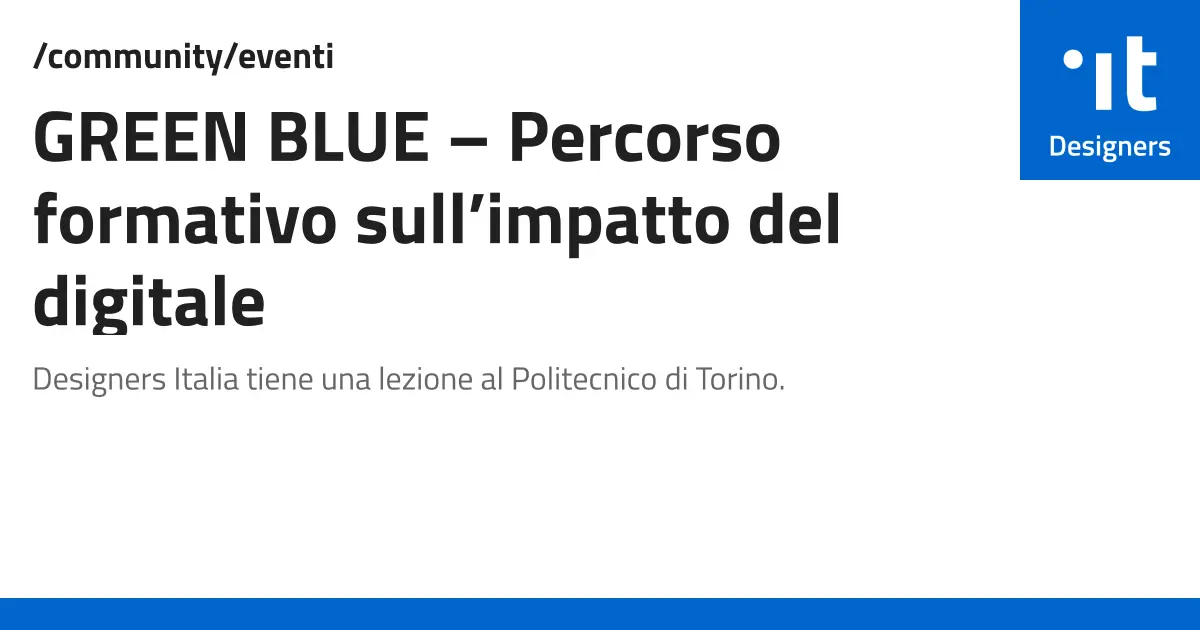 /community/eventi
GREEN BLUE – Percorso
formativo sull’impatto del
digitale
Designers Italia tiene una lezione al Politecnico di Torino.
it
Designers